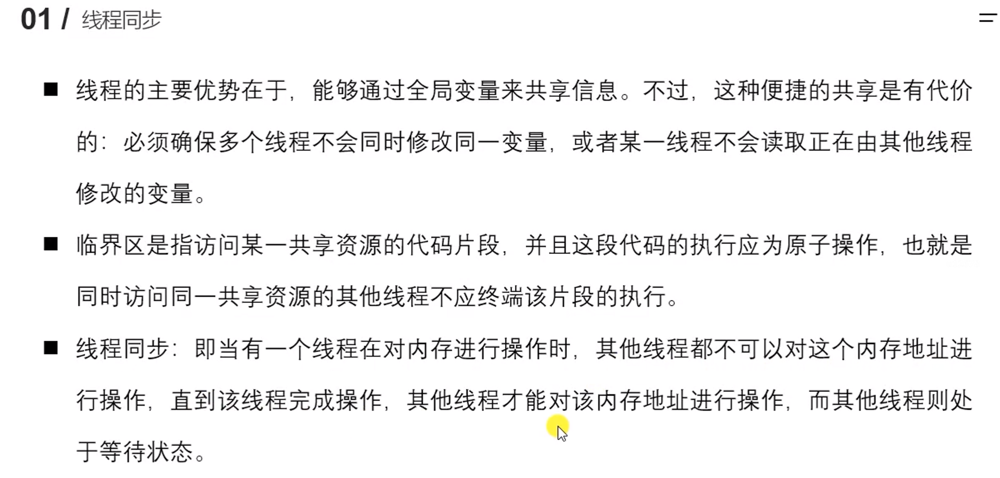 01 / 线程同步
■ 线程的主要优势在于，能够通过全局变量来共享信息。不过，这种便捷的共享是有代价
的：必须确保多个线程不会同时修改同一变量，或者某一线程不会读取正在由其他线程
修改的变量。
■ 临界区是指访问某一共享资源的代码片段，并且这段代码的执行应为原子操作，也就是
同时访问同一共享资源的其他线程不应终端该片段的执行。
■ 线程同步：即当有一个线程在对内存进行操作时，其他线程都不可以对这个内存地址进
行操作，直到该线程完成操作，其他线程才能对该内存地址进行操作，而其他线程则处
于等待状态。